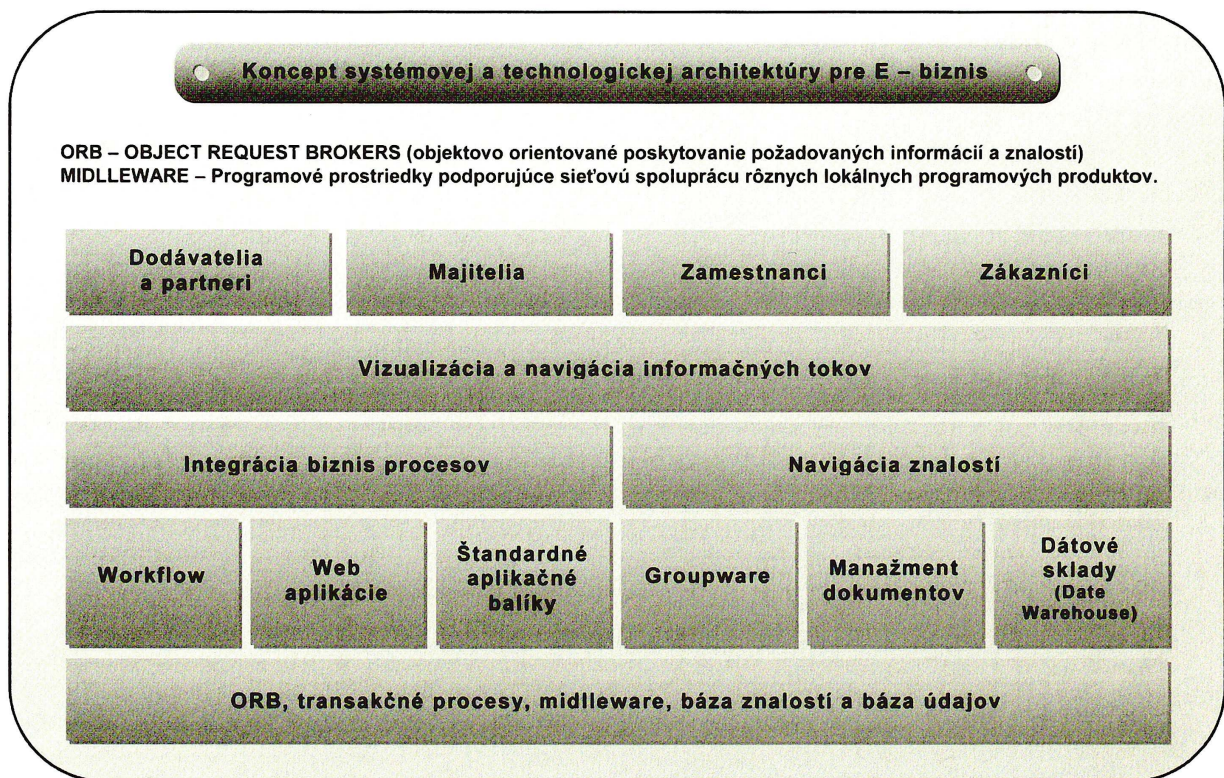 Koncept systémovej a technologickej architektúry pre E – biznis
ORB – OBJECT REQUEST BROKERS (objektovo orientované poskytovanie požadovaných informácií a znalostí)
MIDLLEWARE – Programové prostriedky podporujúce sieťovú spoluprácu rôznych lokálnych programových produktov.
Dodávatelia
a partneri
Majitelia
Zamestnanci
Zákazníci
Vizualizácia a navigácia informačných tokov
Integrácia biznis procesov
Navigácia znalostí
Workflow
Web
aplikácie
Štandardné
aplikačné
balíky
Groupware
Manažment
dokumentov
Dátové
sklady
(Date
Warehouse)
ORB, transakčné procesy, midlleware, báza znalostí a báza údajov